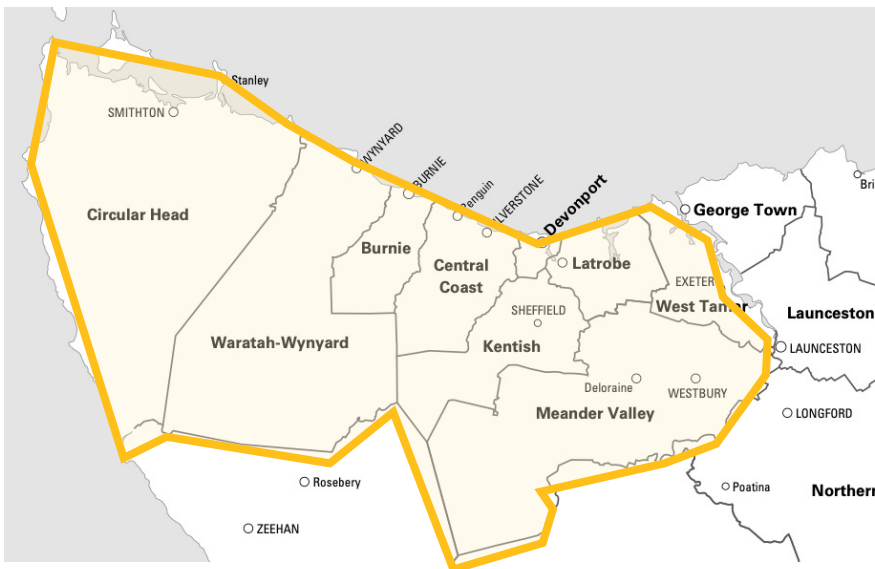 Stanley
SMITHTON
WYNYARD
BURNIE
Penguin
ILVERSTONE
Devonport
Bri
George Town
Circular Head
Burnie
Central
Coast
Latrobe
EXETER
West Tamar
Launceston
SHEFFIELD
Waratah-Wynyard
Kentish
LAUNCESTON
Deloraine
WESTBURY
Meander Valley
LONGFORD
Rosebery
Poatina
Northern
ZEEHAN